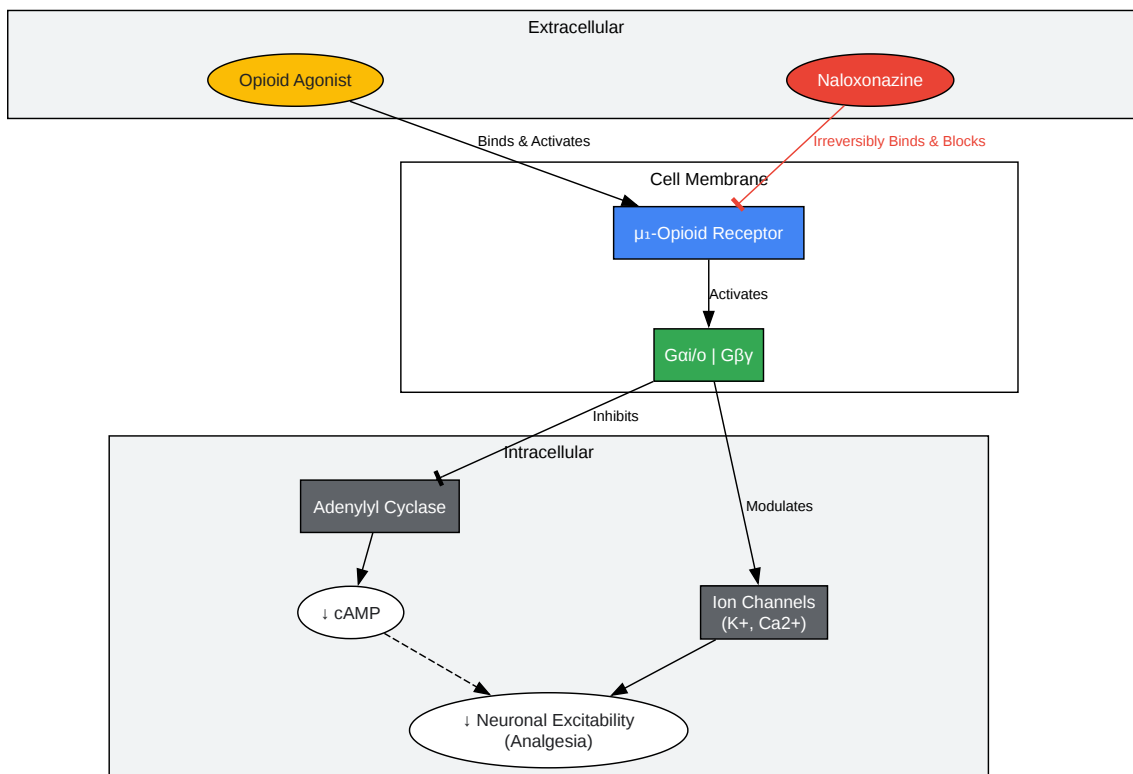 Extracellular
Opioid Agonist
Naloxonazine
Binds & Activates
Irreversibly Binds & Blocks
Cell Membrane
μ₁-Opioid Receptor
Activates
Gαi/o | Gβγ
Inhibits
Intracellular
Adenylyl Cyclase
Modulates
↓ cAMP
Ion Channels
(K+, Ca2+)
↓ Neuronal Excitability
(Analgesia)